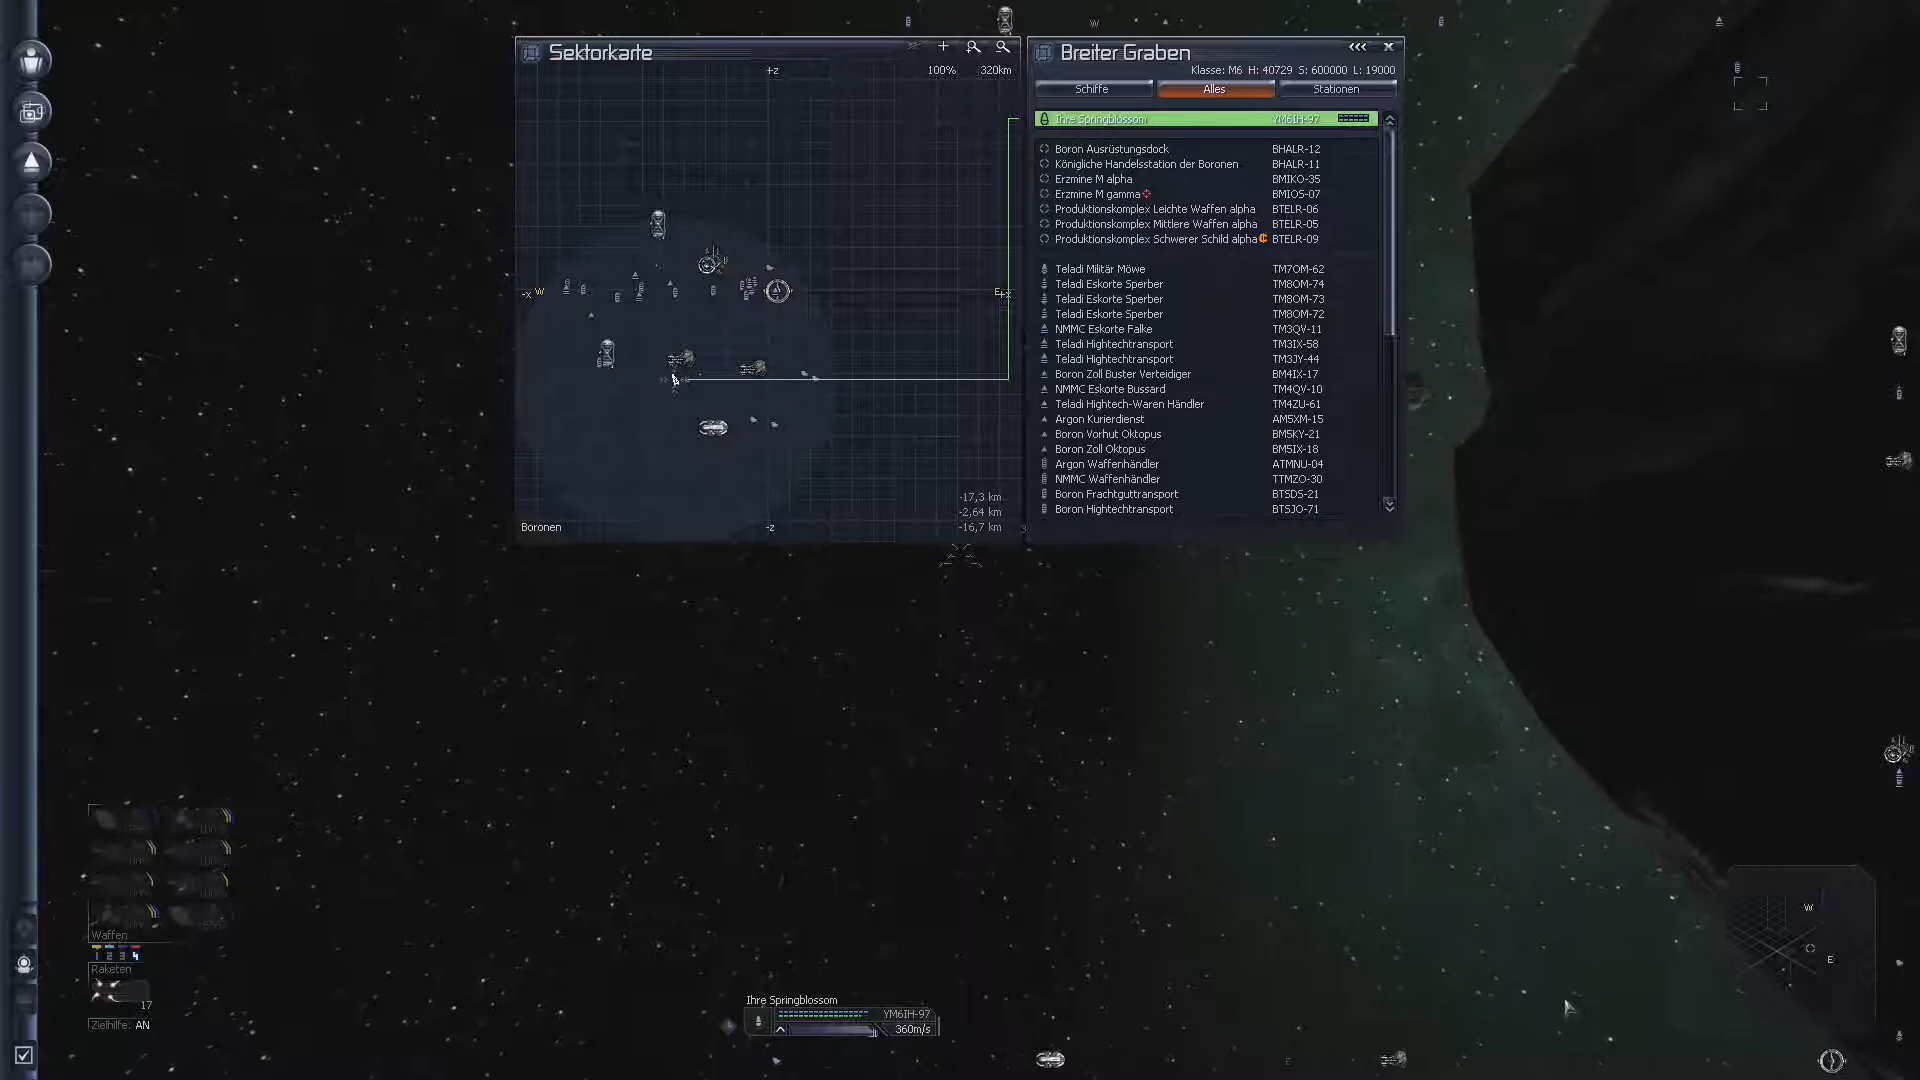 W
Sektorkarte
100%
320km
+z
-x
W
E
+x
-17,3 km
-2,64 km
-16,7 km
Boronen
-z
Breiter Graben
Klasse: M6 H: 40729 S: 600000 L: 19000
Schiffe
Alles
Stationen
Ihre Springblossom YM6IH-97
Boron Ausrüstungsdock BHALR-12
Königliche Handelsstation der Boronen BHALR-11
Erzmine M alpha BMIKO-35
Erzmine M gamma BMIOS-07
Produktionskomplex Leichte Waffen alpha BTELR-06
Produktionskomplex Mittlere Waffen alpha BTELR-05
Produktionskomplex Schwerer Schild alpha BTELR-09
Teladi Militär Möwe TM7OM-62
Teladi Eskorte Sperber TM8OM-74
Teladi Eskorte Sperber TM8OM-73
Teladi Eskorte Sperber TM8OM-72
NMMC Eskorte Falke TM3QV-11
Teladi Hightechtransport TM3IX-58
Teladi Hightechtransport TM3JY-44
Boron Zoll Buster Verteidiger BM4IX-17
NMMC Eskorte Bussard TM4QV-10
Teladi Hightech-Waren Händler TM4ZU-61
Argon Kurierdienst AM5XM-15
Boron Vorhut Oktopus BM5KY-21
Boron Zoll Oktopus BM5IX-18
Argon Waffenhändler ATMNU-04
NMMC Waffenhändler TTMZO-30
Boron Frachtguttransport BTSDS-21
Boron Hightechtransport BTSJO-71
Waffen
1 2 3 4
Raketen
17
Zielhilfe: AN
Ihre Springblossom
YM6IH-97
360m/s
W
E
E